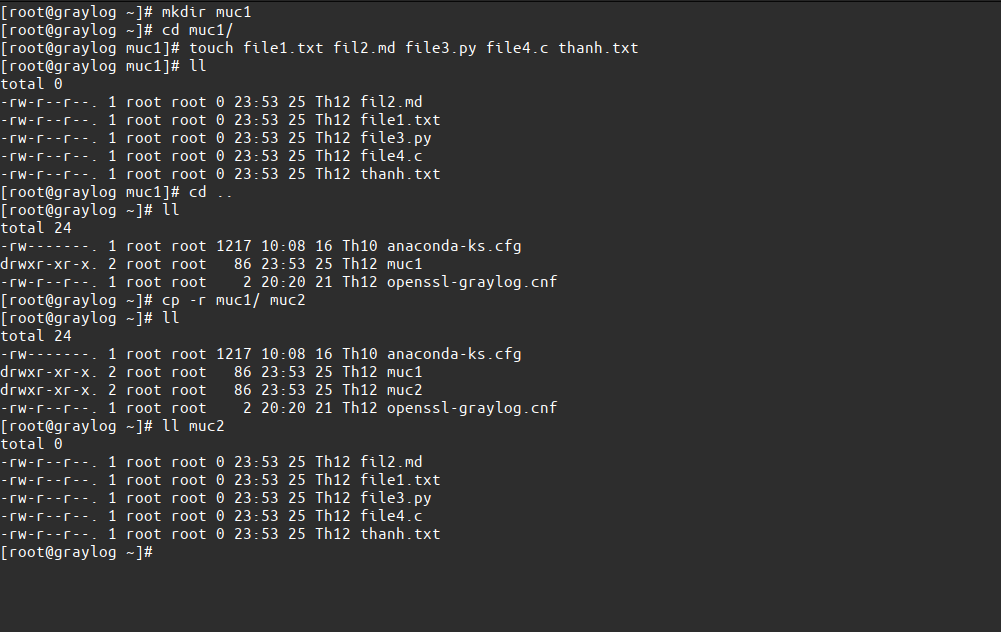 [root@graylog ~]# mkdir muc1
[root@graylog ~]# cd muc1/
[root@graylog muc1]# touch file1.txt fil2.md file3.py file4.c thanh.txt
[root@graylog muc1]# ll
total 0
-rw-r--r--. 1 root root 0 23:53 25 Th12 fil2.md
-rw-r--r--. 1 root root 0 23:53 25 Th12 file1.txt
-rw-r--r--. 1 root root 0 23:53 25 Th12 file3.py
-rw-r--r--. 1 root root 0 23:53 25 Th12 file4.c
-rw-r--r--. 1 root root 0 23:53 25 Th12 thanh.txt
[root@graylog muc1]# cd ..
[root@graylog ~]# ll
total 24
-rw-------. 1 root root 1217 10:08 16 Th10 anaconda-ks.cfg
drwxr-xr-x. 2 root root   86 23:53 25 Th12 muc1
-rw-r--r--. 1 root root    2 20:20 21 Th12 openssl-graylog.cnf
[root@graylog ~]# cp -r muc1/ muc2
[root@graylog ~]# ll
total 24
-rw-------. 1 root root 1217 10:08 16 Th10 anaconda-ks.cfg
drwxr-xr-x. 2 root root   86 23:53 25 Th12 muc1
drwxr-xr-x. 2 root root   86 23:53 25 Th12 muc2
-rw-r--r--. 1 root root    2 20:20 21 Th12 openssl-graylog.cnf
[root@graylog ~]# ll muc2
total 0
-rw-r--r--. 1 root root 0 23:53 25 Th12 fil2.md
-rw-r--r--. 1 root root 0 23:53 25 Th12 file1.txt
-rw-r--r--. 1 root root 0 23:53 25 Th12 file3.py
-rw-r--r--. 1 root root 0 23:53 25 Th12 file4.c
-rw-r--r--. 1 root root 0 23:53 25 Th12 thanh.txt
[root@graylog ~]#